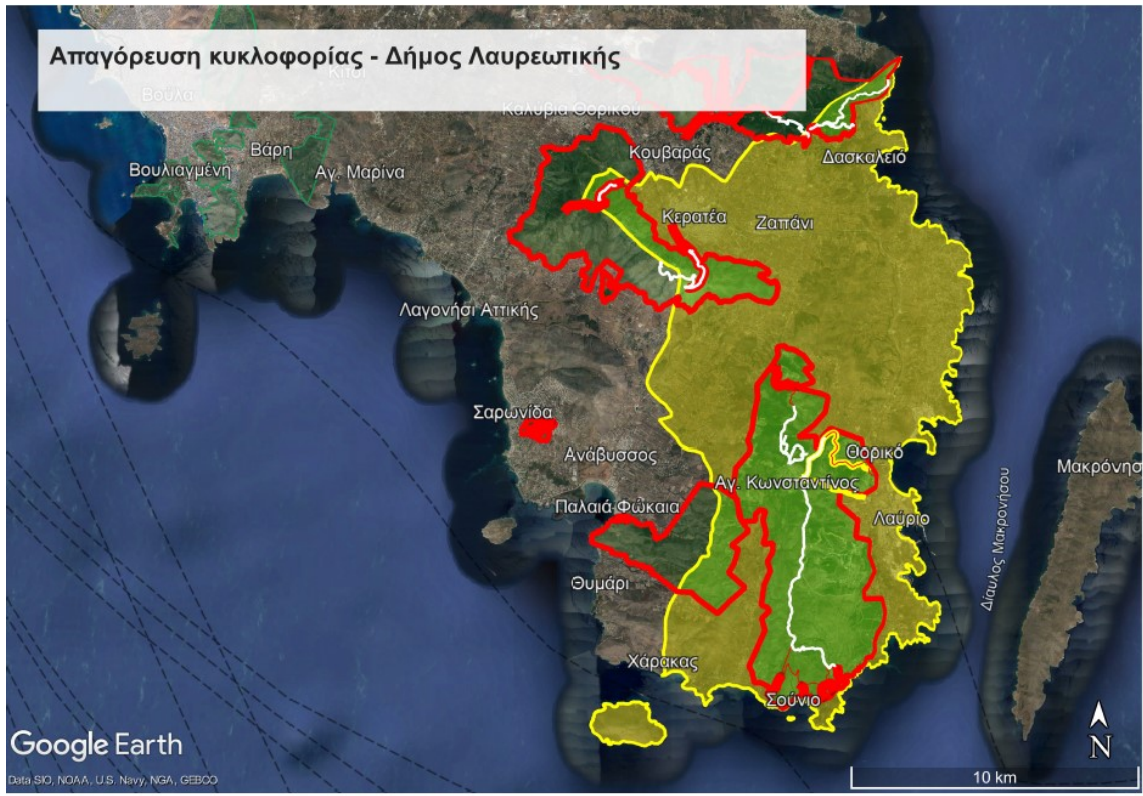 Απαγόρευση κυκλοφορίας - Δήμος Λαυρεωτικής
Κιτσι
Βούλα
Καλύβια Θορικού
Βάρη
Κουβαράς
Δασκαλειό
Βουλιαγμένη
Αγ. Μαρίνα
Κερατέα
Ζαπάνι
Λαγονήσι Αττικής
Σαρωνίδα
Ανάβυσσος
Θορικό
Μακρόνησ
Αγ. Κωνσταντίνος
Παλαιά Φώκαια
Λαύριο
Δίαυλος Μακρονήσου
Θυμάρι
Χάρακας
Σούνιο
N
Google Earth
Data SIO, NOAA, U.S. Navy, NGA, GEBCO
10 km